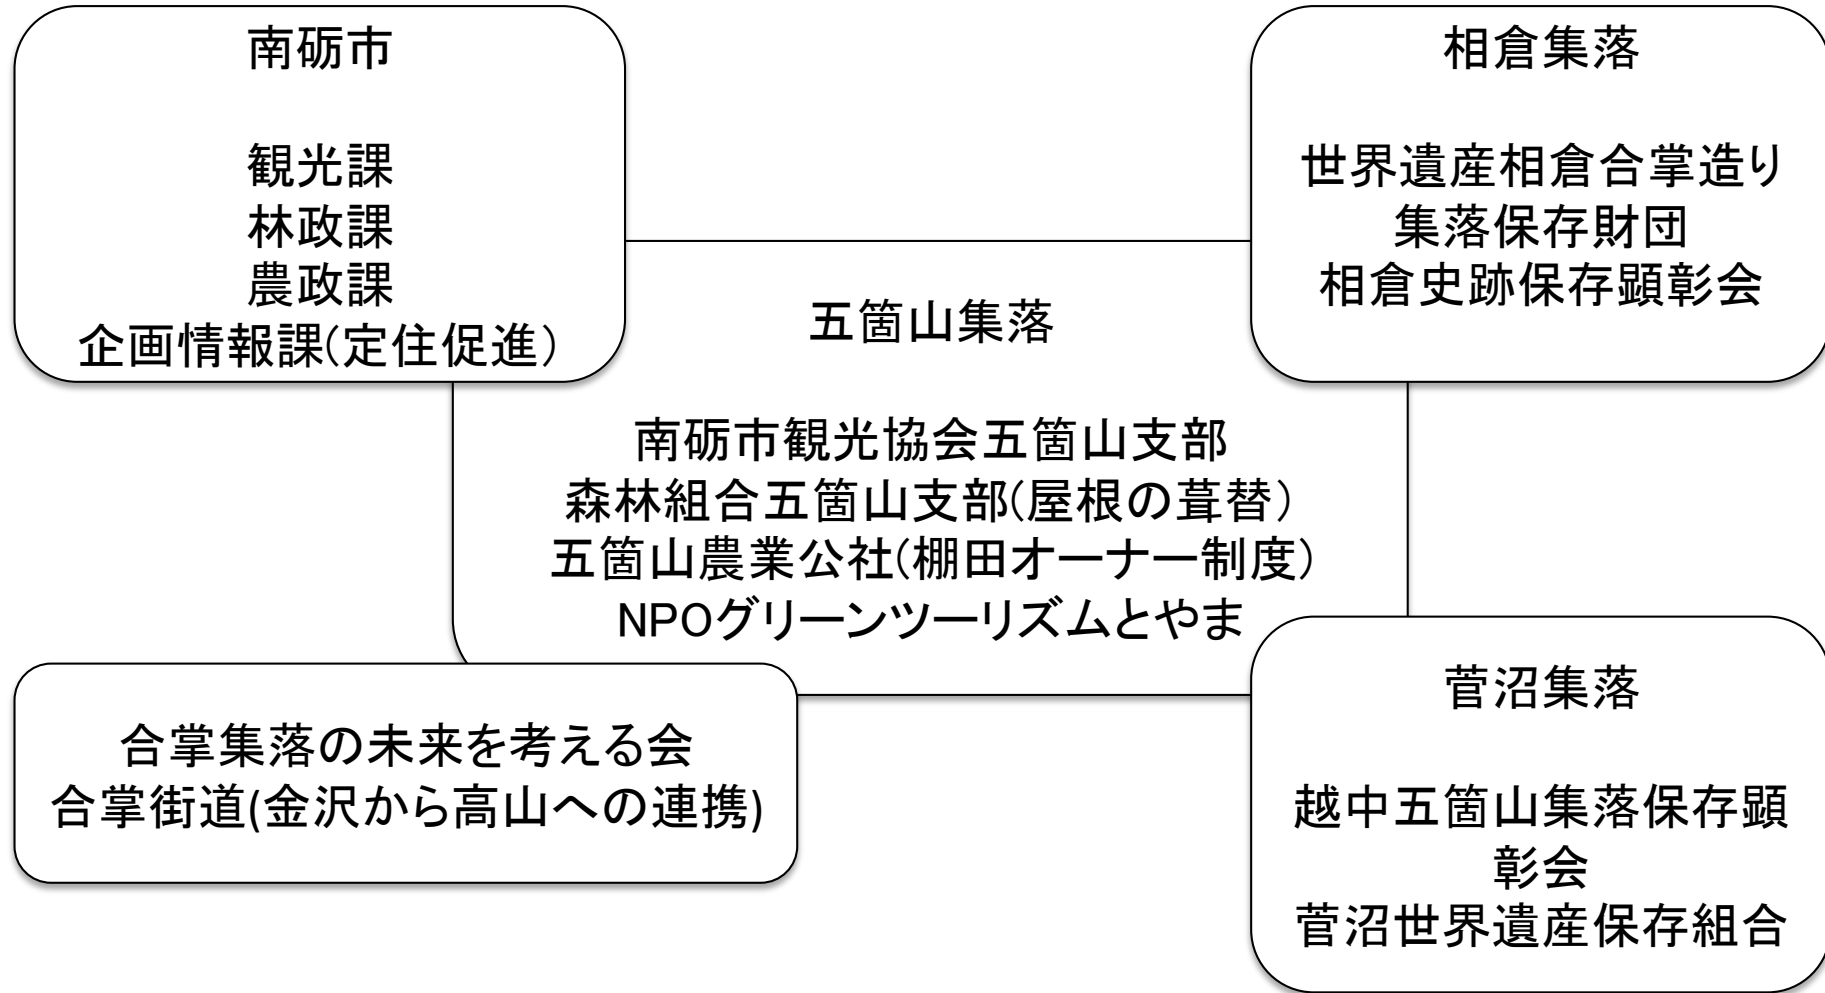 南砺市
観光課
林政課
農政課
企画情報課(定住促進）
相倉集落
世界遺産相倉合掌造り
集落保存財団
相倉史跡保存顕彰会
五箇山集落
南砺市観光協会五箇山支部
森林組合五箇山支部(屋根の葺替）
五箇山農業公社(棚田オーナー制度）
NPOグリーンツーリズムとやま
合掌集落の未来を考える会
合掌街道(金沢から高山への連携)
菅沼集落
越中五箇山集落保存顕
彰会
菅沼世界遺産保存組合